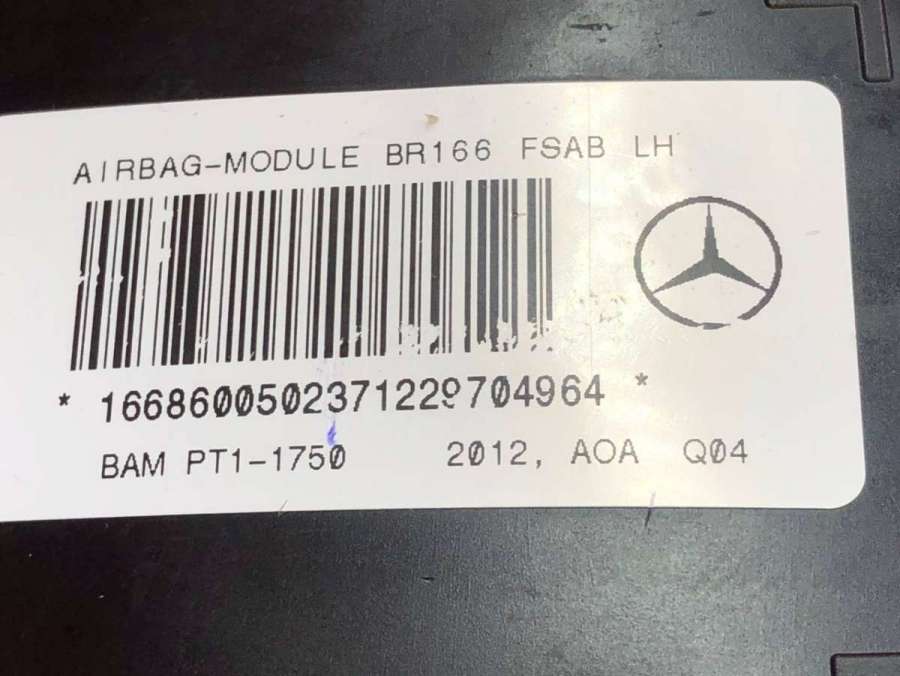 AIRBAG-MODULE BR166 FSAB LH
* 1668600502371229704964 *
BAM PT1-1750 2012, AOA Q04